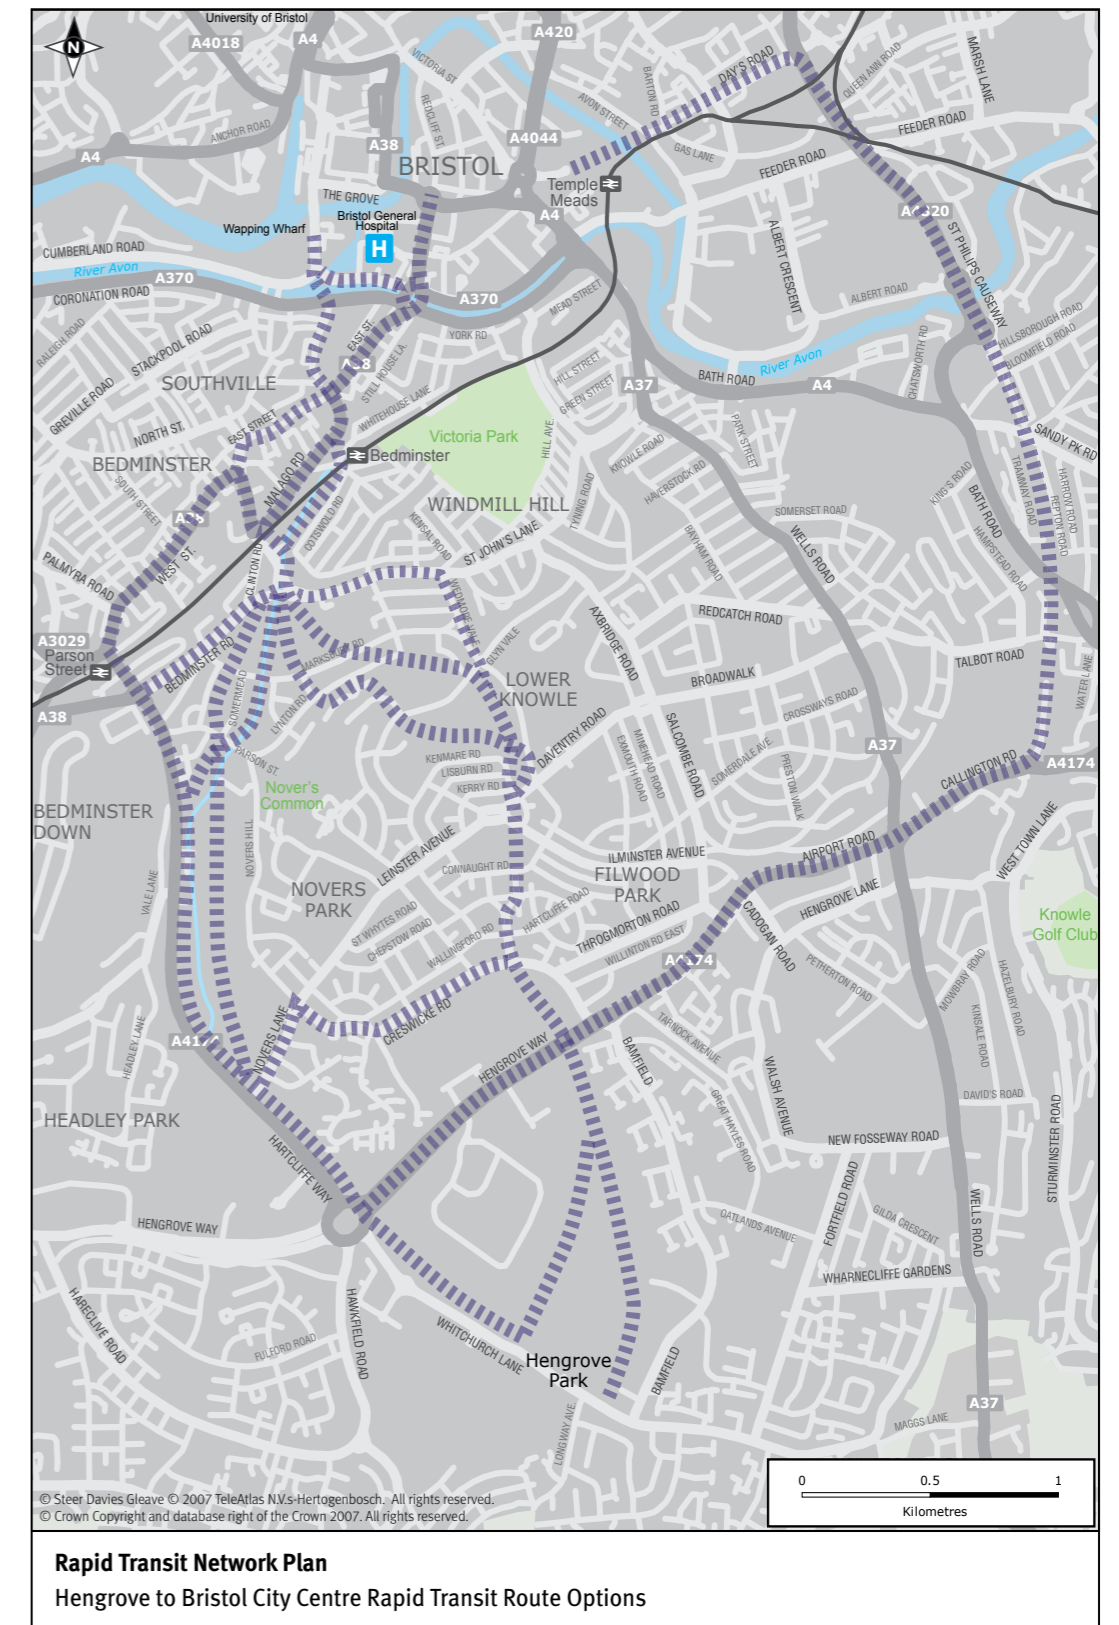 University of Bristol
A4018
A4
A420
VICTORIA ST
DAY'S ROAD
QUEEN ANN ROAD
MARSH LANE
N
BARTON RD
REDCLIFF ST.
AVON STREET
ANCHOR ROAD
A38
A4044
FEEDER ROAD
A4
BRISTOL
GAS LANE
FEEDER ROAD
Temple
Meads
THE GROVE
Bristol General
Hospital
H
Wapping Wharf
A4
A4320
ST PHILIPS CAUSEWAY
ALBERT CRESCENT
CUMBERLAND ROAD
River Avon
A370
CORONATION ROAD
A370
MEAD STREET
ALBERT ROAD
HILLSBOROUGH ROAD
BLOOMFIELD ROAD
RALEIGH ROAD
STACKPOOL ROAD
EAST ST.
YORK RD
River Avon
CHATSWORTH RD
A38
STILL HOUSE LA.
HILL STREET
GREEN STREET
SOUTHVILLE
A37
BATH ROAD
A4
GREVILLE ROAD
WHITEHOUSE LANE
NORTH ST.
EAST STREET
Victoria Park
HILL AVE.
PARK STREET
SANDY PK RD
BEDMINSTER
Bedminster
KNOWLE ROAD
HAVERSTOCK RD
KING'S ROAD
TRAMWAY ROAD
HARROW ROAD
REPTON ROAD
SOUTH STREET
MALAGO RD
WINDMILL HILL
TYNING ROAD
BATH ROAD
COTSWOLD RD
KENSAL ROAD
SOMERSET ROAD
HAMPSTEAD ROAD
ST JOHN'S LANE
BAYHAM ROAD
WELLS ROAD
PALMYRA ROAD
WEST ST.
CLINTON RD
WEDMORE VALE
AXBRIDGE ROAD
REDCATCH ROAD
A3029
Parson
Street
BEDMINSTER RD
MARKSBURY RD
GLYN VALE
TALBOT ROAD
WATER LANE
SOMERMEAD
LYNTON RD
LOWER
KNOWLE
BROADWALK
CROSSWAYS ROAD
A38
DAVENTRY ROAD
SALCOMBE ROAD
MINEHEAD ROAD
EXMOUTH ROAD
SOMERDALE AVE.
PRESTON WALK
A37
PARSON ST.
KENMARE RD
LISBURN RD
KERRY RD
CALLINGTON RD
A4174
Nover's
Common
BEDMINSTER
DOWN
NOVERS HILL
LEINSTER AVENUE
CONNAUGHT RD
ILMINSTER AVENUE
AIRPORT ROAD
WEST TOWN LANE
VALE LANE
NOVERS
PARK
FILWOOD
PARK
HENGROVE LANE
Knowle
Golf Club
ST WHYTES ROAD
CHEPSTOW ROAD
WALLINGFORD RD
HARTCLIFFE ROAD
THROGMORTON ROAD
WILLINTON RD EAST
CADOGAN ROAD
A4174
PETHERTON ROAD
MOWBRAY ROAD
HAZELBURY ROAD
KINSALE ROAD
NOVERS LANE
CRESWICKE RD
HEADLEY LANE
HENGROVE WAY
BAMFIELD
TARNOCK AVENUE
WALSH AVENUE
DAVID'S ROAD
HEADLEY PARK
GREAT HAYLES ROAD
STURMINSTER ROAD
NEW FOSSEWAY ROAD
HARTCLIFFE WAY
FORTFIELD ROAD
WELLS ROAD
HENGROVE WAY
OATLANDS AVENUE
GILDA CRESCENT
WHARNECLIFFE GARDENS
HARECLIVE ROAD
FULFORD ROAD
HAWKFIELD ROAD
WHITCHURCH LANE
Hengrove
Park
BAMFIELD
LONGWAY AVE.
A37
MAGGS LANE
0 0.5 1
Kilometres
© Steer Davies Gleave © 2007 TeleAtlas N.V.s-Hertogenbosch. All rights reserved.
© Crown Copyright and database right of the Crown 2007. All rights reserved.
Rapid Transit Network Plan
Hengrove to Bristol City Centre Rapid Transit Route Options